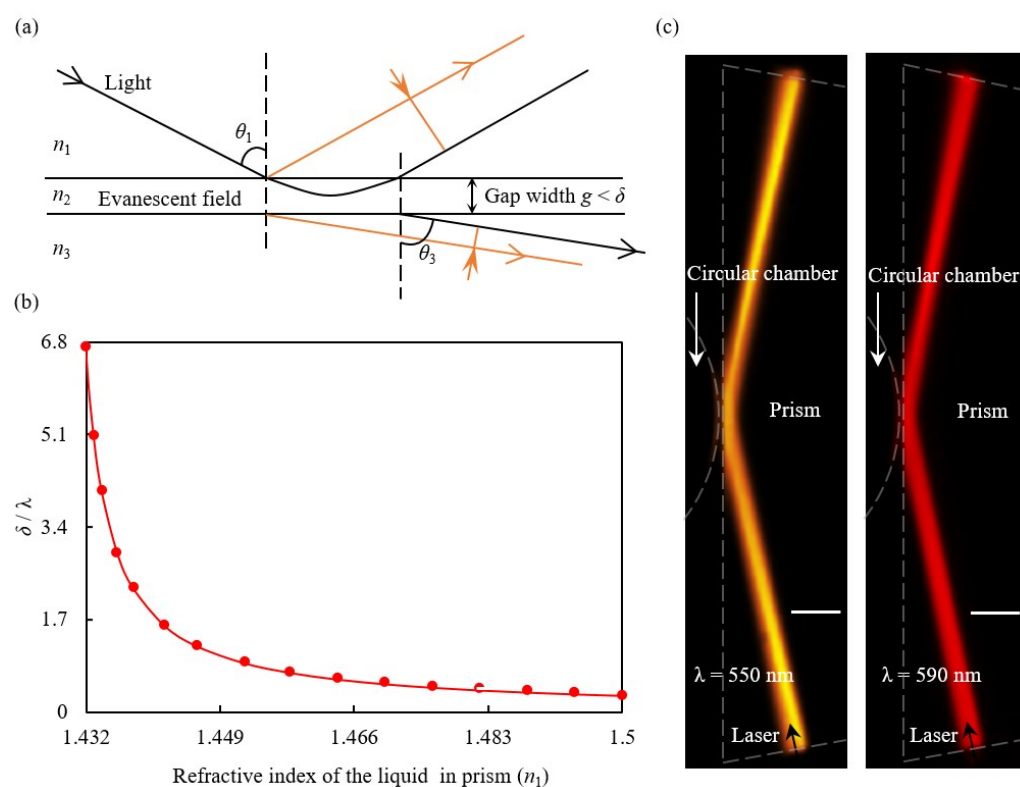 (a)
Light
θ1
n1
n2
Evanescent field
Gap width g < δ
n3
θ3
(b)
6.8
5.1
3.4
1.7
0
δ / λ
1.432
1.449
1.466
1.483
1.5
Refractive index of the liquid in prism (n1)
(c)
Circular chamber
Prism
λ = 550 nm
Laser
Circular chamber
Prism
λ = 590 nm
Laser